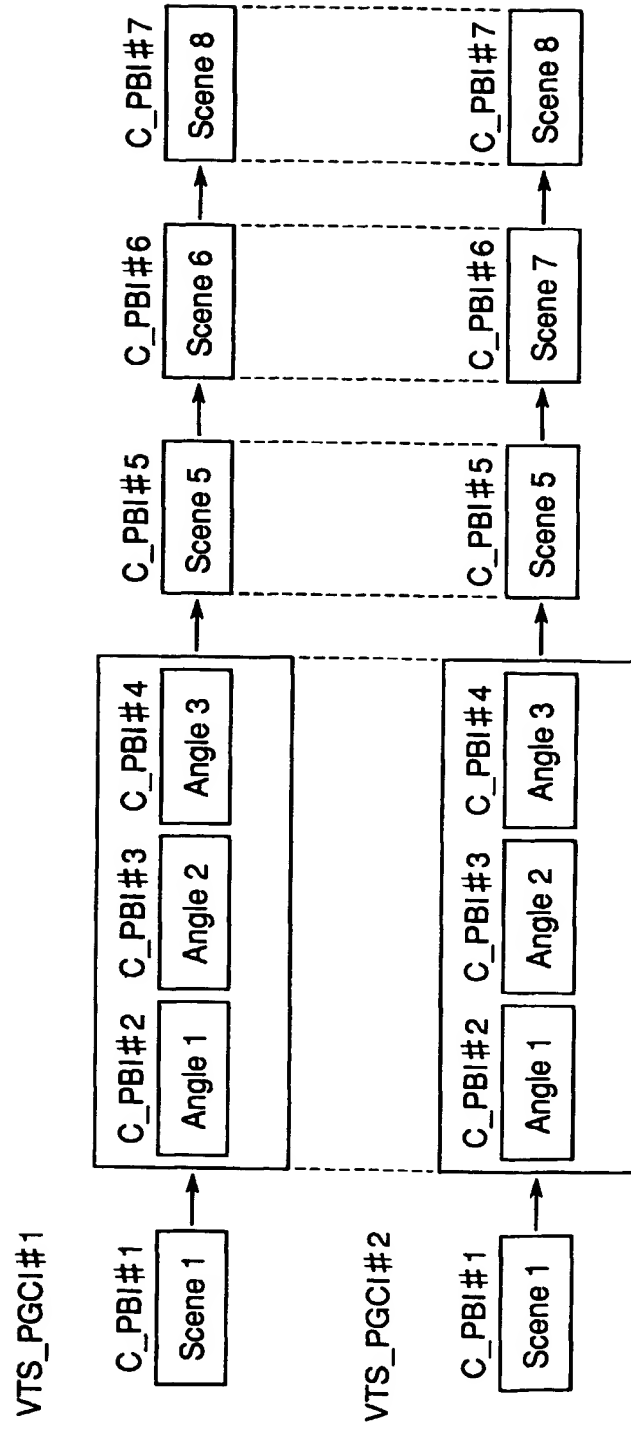 VTS_PGCI#1
C_PBI#1
Scene 1
C_PBI#2
Angle 1
C_PBI#3
Angle 2
C_PBI#4
Angle 3
C_PBI#5
Scene 5
C_PBI#6
Scene 6
C_PBI#7
Scene 8
VTS_PGCI#2
C_PBI#1
Scene 1
C_PBI#2
Angle 1
C_PBI#3
Angle 2
C_PBI#4
Angle 3
C_PBI#5
Scene 5
C_PBI#6
Scene 7
C_PBI#7
Scene 8